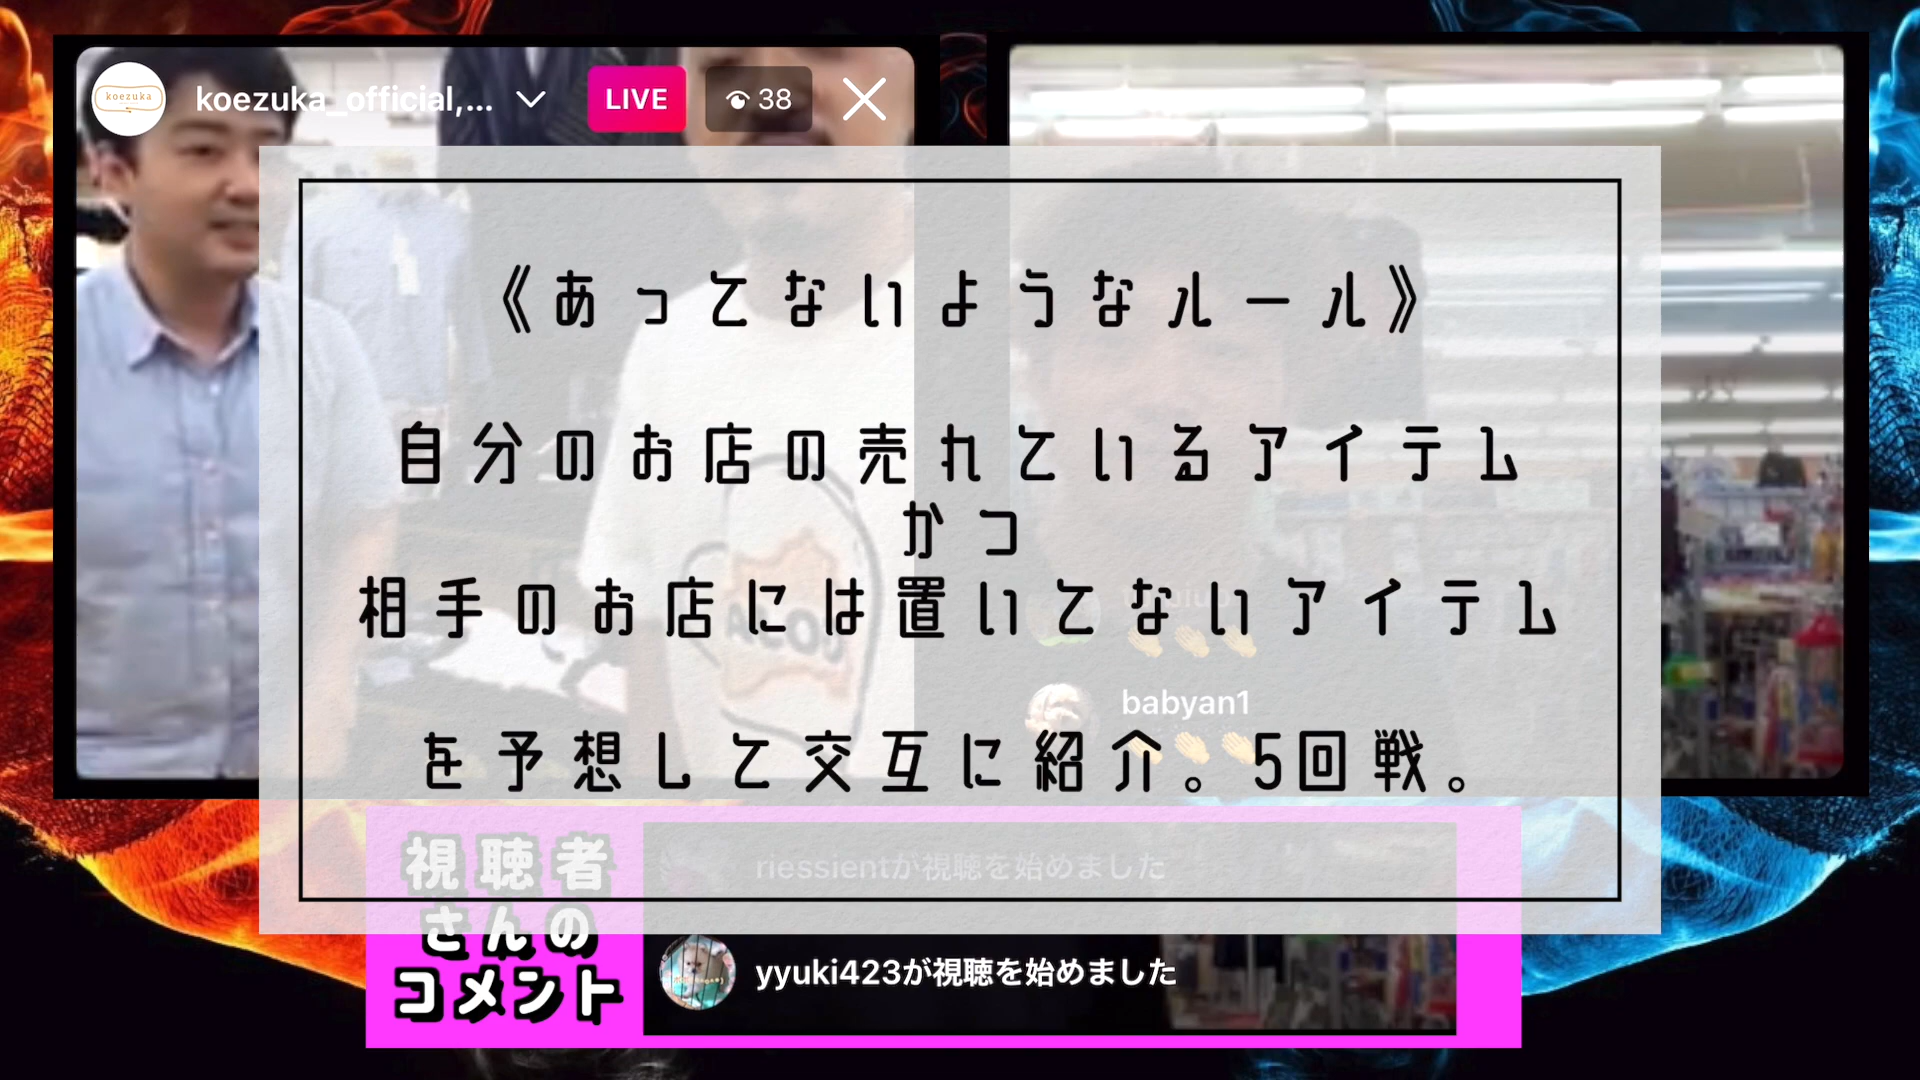 koezuka
koezuka_official,...
LIVE
38
《あってないようなルール》
自分のお店の売れているアイテム
かつ
相手のお店には置いてないアイテム
babyan1
を予想して交互に紹介。5回戦。
視聴者
さんの
コメント
riessientが視聴を始めました
yyuki423が視聴を始めました